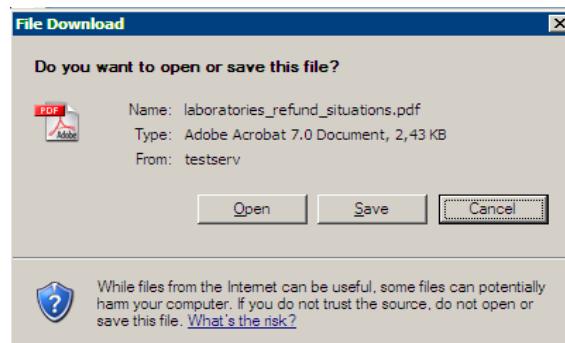 File Download
Do you want to open or save this file?
PDF
Adobe
Name: laboratories_refund_situations.pdf
Type: Adobe Acrobat 7.0 Document, 2,43 KB
From: testserv
Open Save Cancel
While files from the Internet can be useful, some files can potentially
harm your computer. If you do not trust the source, do not open or
save this file. What's the risk?